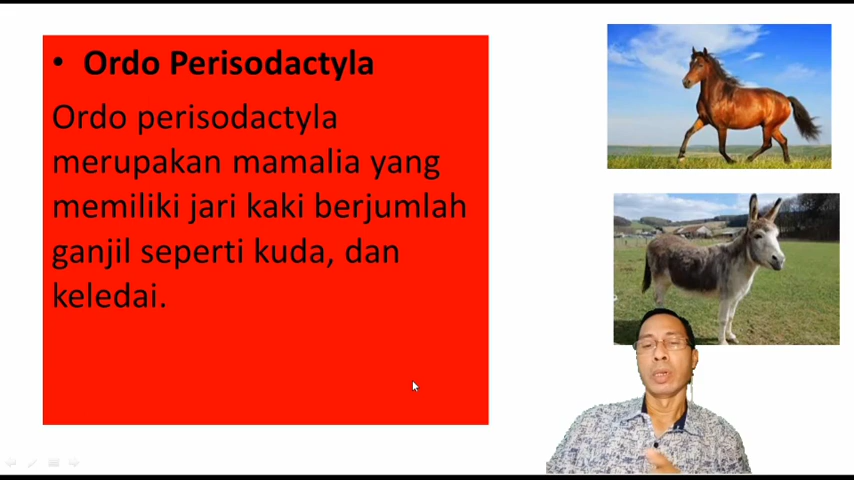 • Ordo Perisodactyla
Ordo perisodactyla
merupakan mamalia yang
memiliki jari kaki berjumlah
ganjil seperti kuda, dan
keledai.